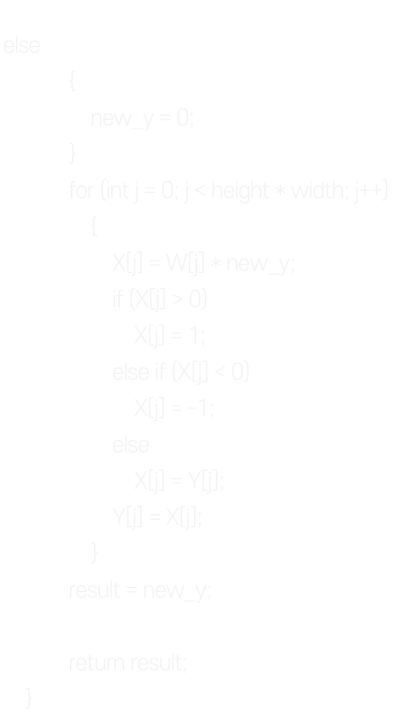 else
{
new_y = 0;
}
for (int j = 0; j < height * width; j++)
{
X[j] = W[j] * new_y;
if (X[j] > 0)
X[j] = 1;
else if (X[j] < 0)
X[j] = -1;
else
X[j] = Y[j];
Y[j] = X[j];
}
result = new_y;
return result;
}